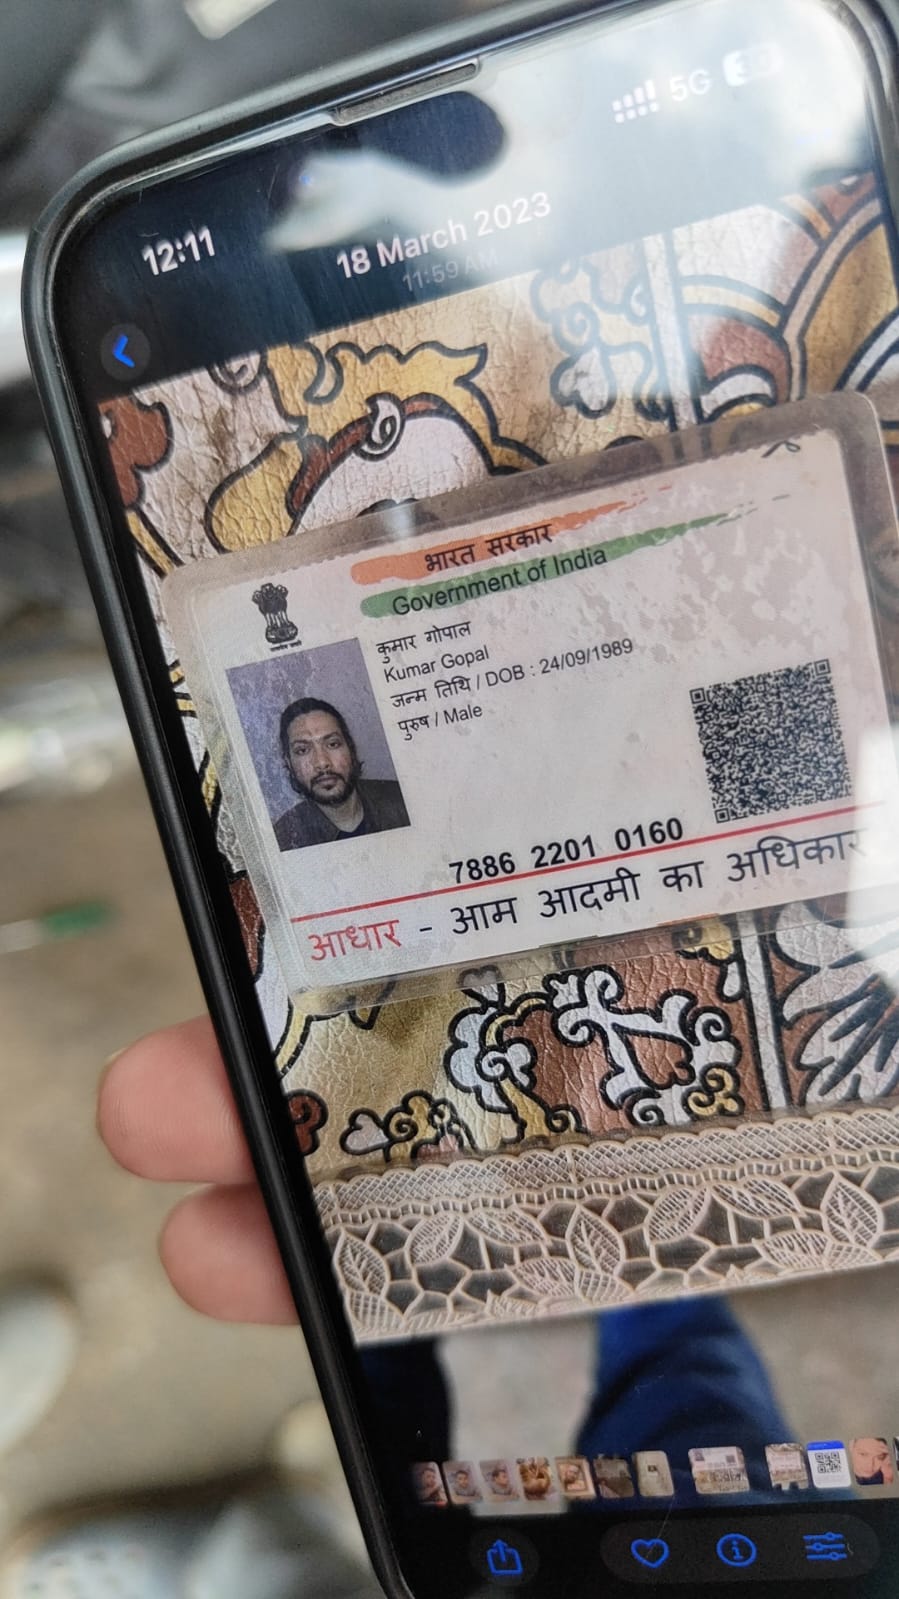 12:11
5G
18 March 2023
11:59 AM
भारत सरकार
Government of India
कुमार गोपाल
Kumar Gopal
जन्म तिथि / DOB : 24/09/1989
पुरुष / Male
7886 2201 0160
आधार - आम आदमी का अधिकार